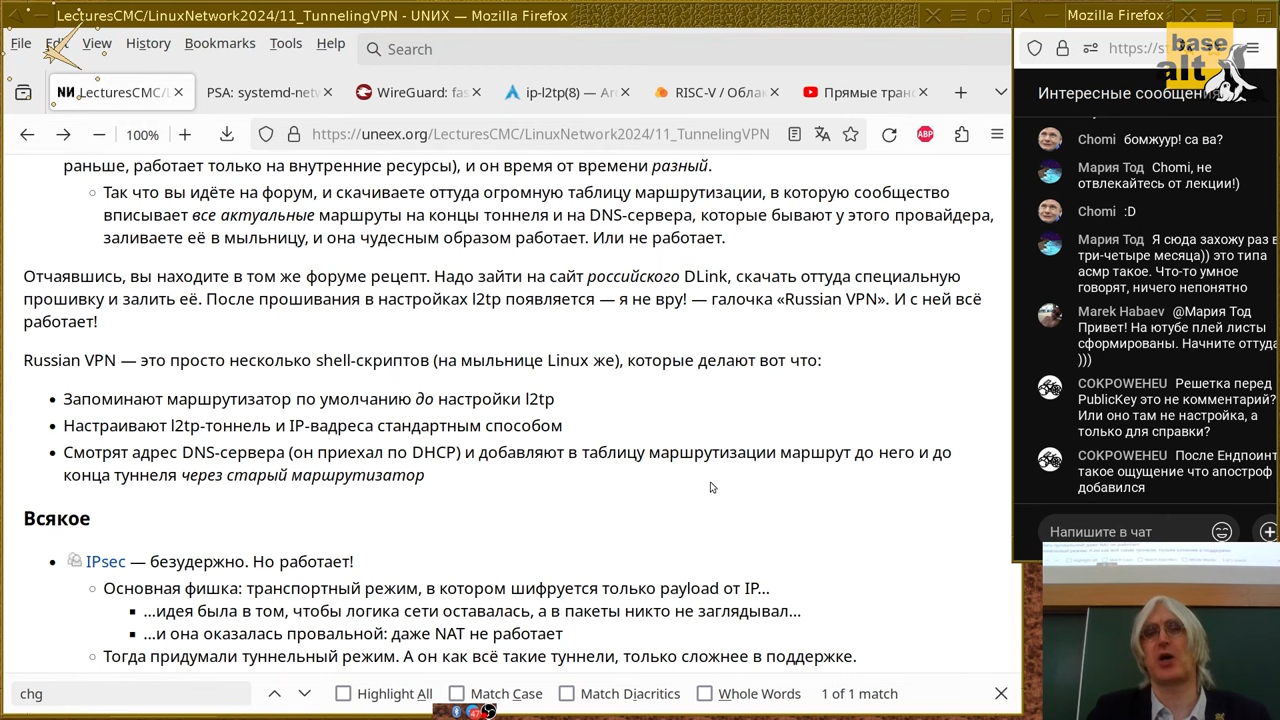 LecturesCMC/LinuxNetwork2024/11_TunnelingVPN - UNИX — Mozilla Firefox
Mozilla Firefox
File Edit View History Bookmarks Tools Help
Search
base
alt
LecturesCMC/L
PSA: systemd-net
WireGuard: fas
ip-l2tp(8) — Ar
RISC-V / Облак
Прямые тран
100%
https://uneex.org/LecturesCMC/LinuxNetwork2024/11_TunnelingVPN
раньше, работает только на внутренние ресурсы), и он время от времени разный.
Так что вы идёте на форум, и скачиваете оттуда огромную таблицу маршрутизации, в которую сообщество
вписывает все актуальные маршруты на концы тоннеля и на DNS-сервера, которые бывают у этого провайдера,
заливаете её в мыльницу, и она чудесным образом работает. Или не работает.
Отчаявшись, вы находите в том же форуме рецепт. Надо зайти на сайт российского DLink, скачать оттуда специальную
прошивку и залить её. После прошивания в настройках l2tp появляется — я не вру! — галочка «Russian VPN». И с ней всё
работает!
Russian VPN — это просто несколько shell-скриптов (на мыльнице Linux же), которые делают вот что:
Запоминают маршрутизатор по умолчанию до настройки l2tp
Настраивают l2tp-тоннель и IP-вадреса стандартным способом
Смотрят адрес DNS-сервера (он приехал по DHCP) и добавляют в таблицу маршрутизации маршрут до него и до
конца туннеля через старый маршрутизатор
Всякое
IPsec — безудержно. Но работает!
Основная фишка: транспортный режим, в котором шифруется только payload от IP…
…идея была в том, чтобы логика сети оставалась, а в пакеты никто не заглядывал…
…и она оказалась провальной: даже NAT не работает
Тогда придумали туннельный режим. А он как всё такие туннели, только сложнее в поддержке.
chg
Highlight All
Match Case
Match Diacritics
Whole Words
1 of 1 match
https://s
Интересные сообщения
Chomi бомжуур! са ва?
Мария Тод Chomi, не
отвлекайтесь от лекции!)
Chomi :D
Мария Тод Я сюда захожу раз в
три-четыре месяца)) это типа
асмр такое. Что-то умное
говорят, ничего непонятно
Marek Habaev @Мария Тод
Привет! На ютубе плей листы
сформированы. Начните оттуда
)))
COKPOWEHEU Решетка перед
PublicKey это не комментарий?
Или оно там не настройка, а
только для справки?
COKPOWEHEU После Ендпоинт
такое ощущение что апостроф
добавился
Напишите в чат